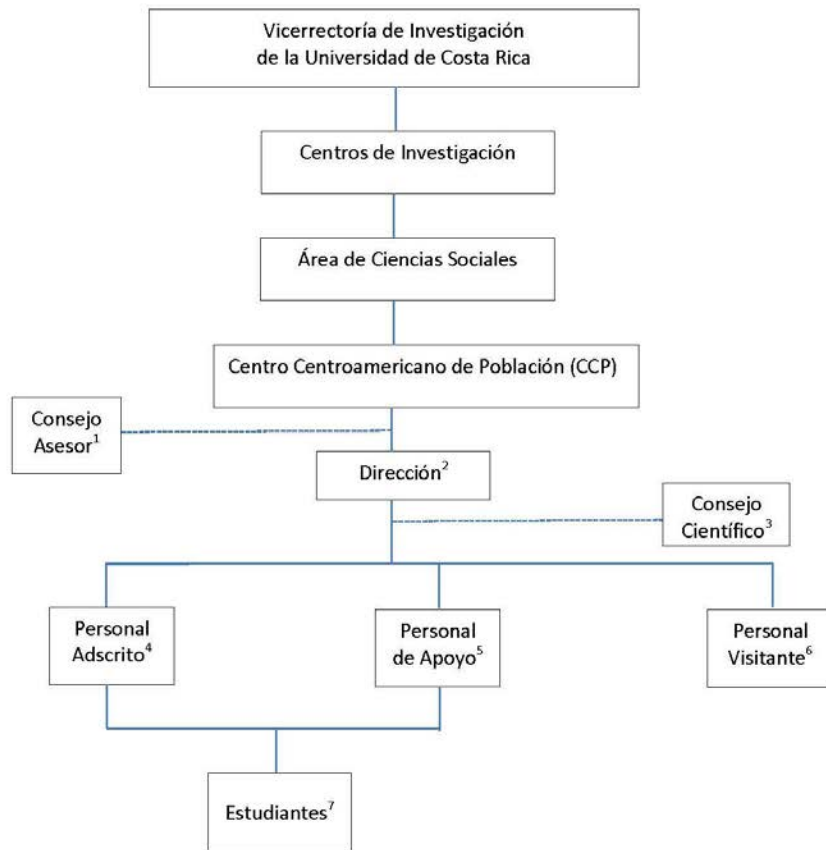 Vicerrectoría de Investigación
de la Universidad de Costa Rica
Centros de Investigación
Área de Ciencias Sociales
Centro Centroamericano de Población (CCP)
Consejo
Asesor¹
Dirección²
Consejo
Científico³
Personal
Adscrito⁴
Personal
de Apoyo⁵
Personal
Visitante⁶
Estudiantes⁷